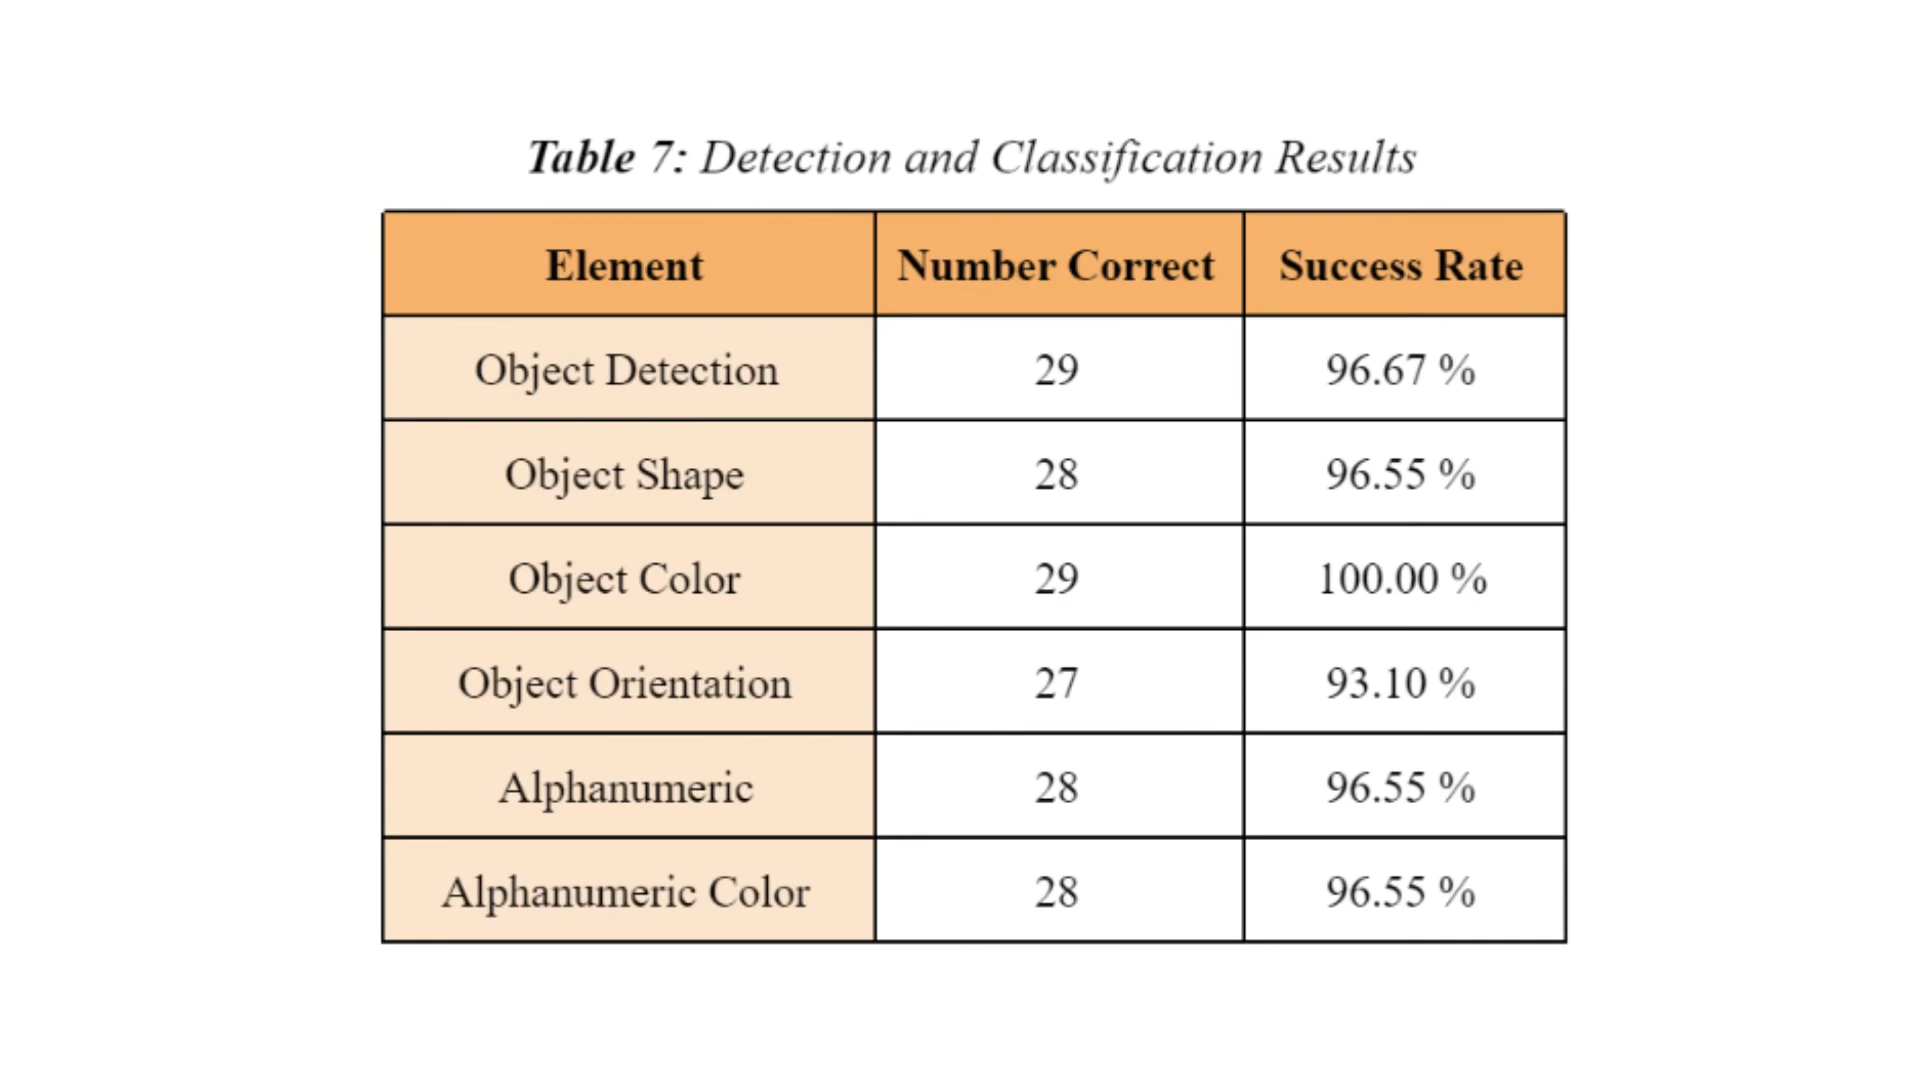 Table 7: Detection and Classification Results
Element Number Correct Success Rate
Object Detection 29 96.67 %
Object Shape 28 96.55 %
Object Color 29 100.00 %
Object Orientation 27 93.10 %
Alphanumeric 28 96.55 %
Alphanumeric Color 28 96.55 %